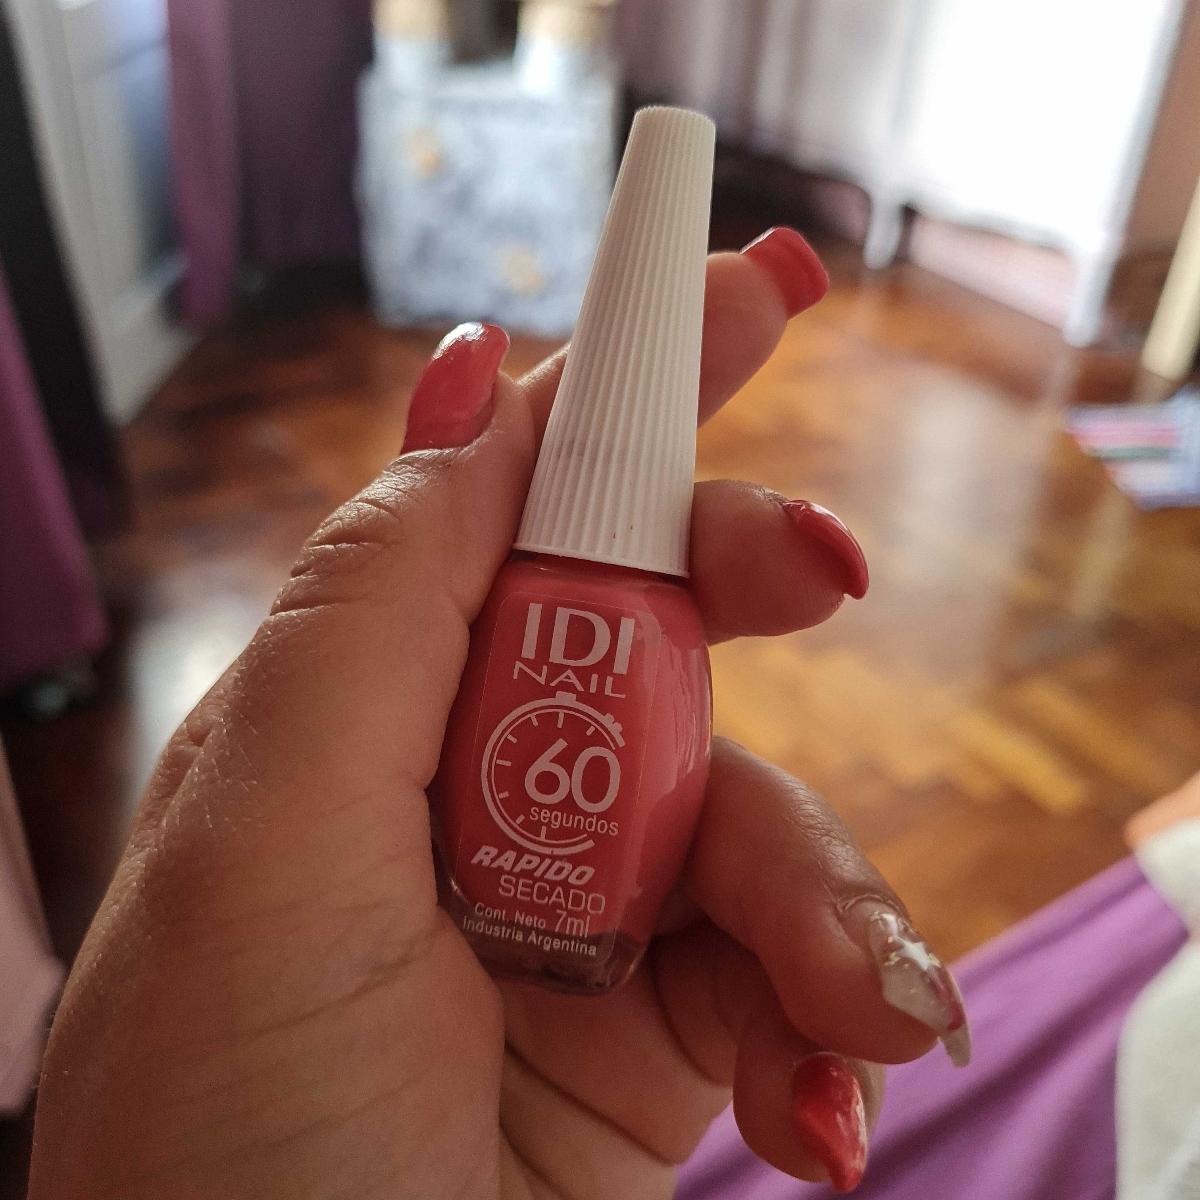 IDI
NAIL
60
segundos
RAPIDO
SECADO
Cont. Neto 7ml
Industria Argentina